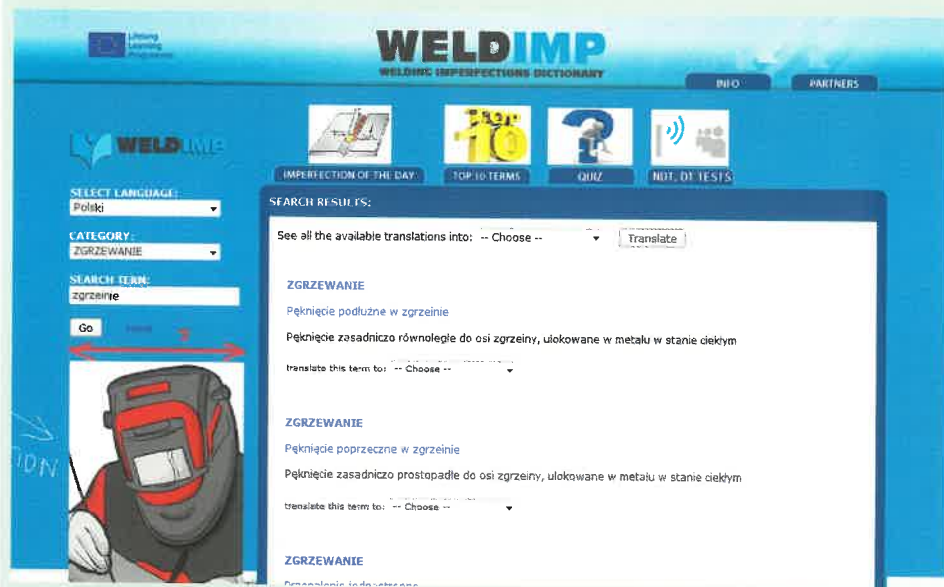 Lifelong
Learning
Programme
WELDIMP
WELDING IMPERFECTIONS DICTIONARY
INFO
PARTNERS
WELDIMP
IMPERFECTION OF THE DAY
TOP 10 TERMS
QUIZ
NDT, DT TESTS
SELECT LANGUAGE:
Polski
CATEGORY:
ZGRZEWANIE
SEARCH TERM:
zgrzeinie
Go
SEARCH RESULTS:
See all the available translations into: -- Choose -- Translate
ZGRZEWANIE
Pęknięcie podłużne w zgrzeinie
Pęknięcie zasadniczo równoległe do osi zgrzeiny, ulokowane w metalu w stanie ciekłym
translate this term to: -- Choose --
ZGRZEWANIE
Pęknięcie poprzeczne w zgrzeinie
Pęknięcie zasadniczo prostopadłe do osi zgrzeiny, ulokowane w metalu w stanie ciekłym
translate this term to: -- Choose --
ZGRZEWANIE